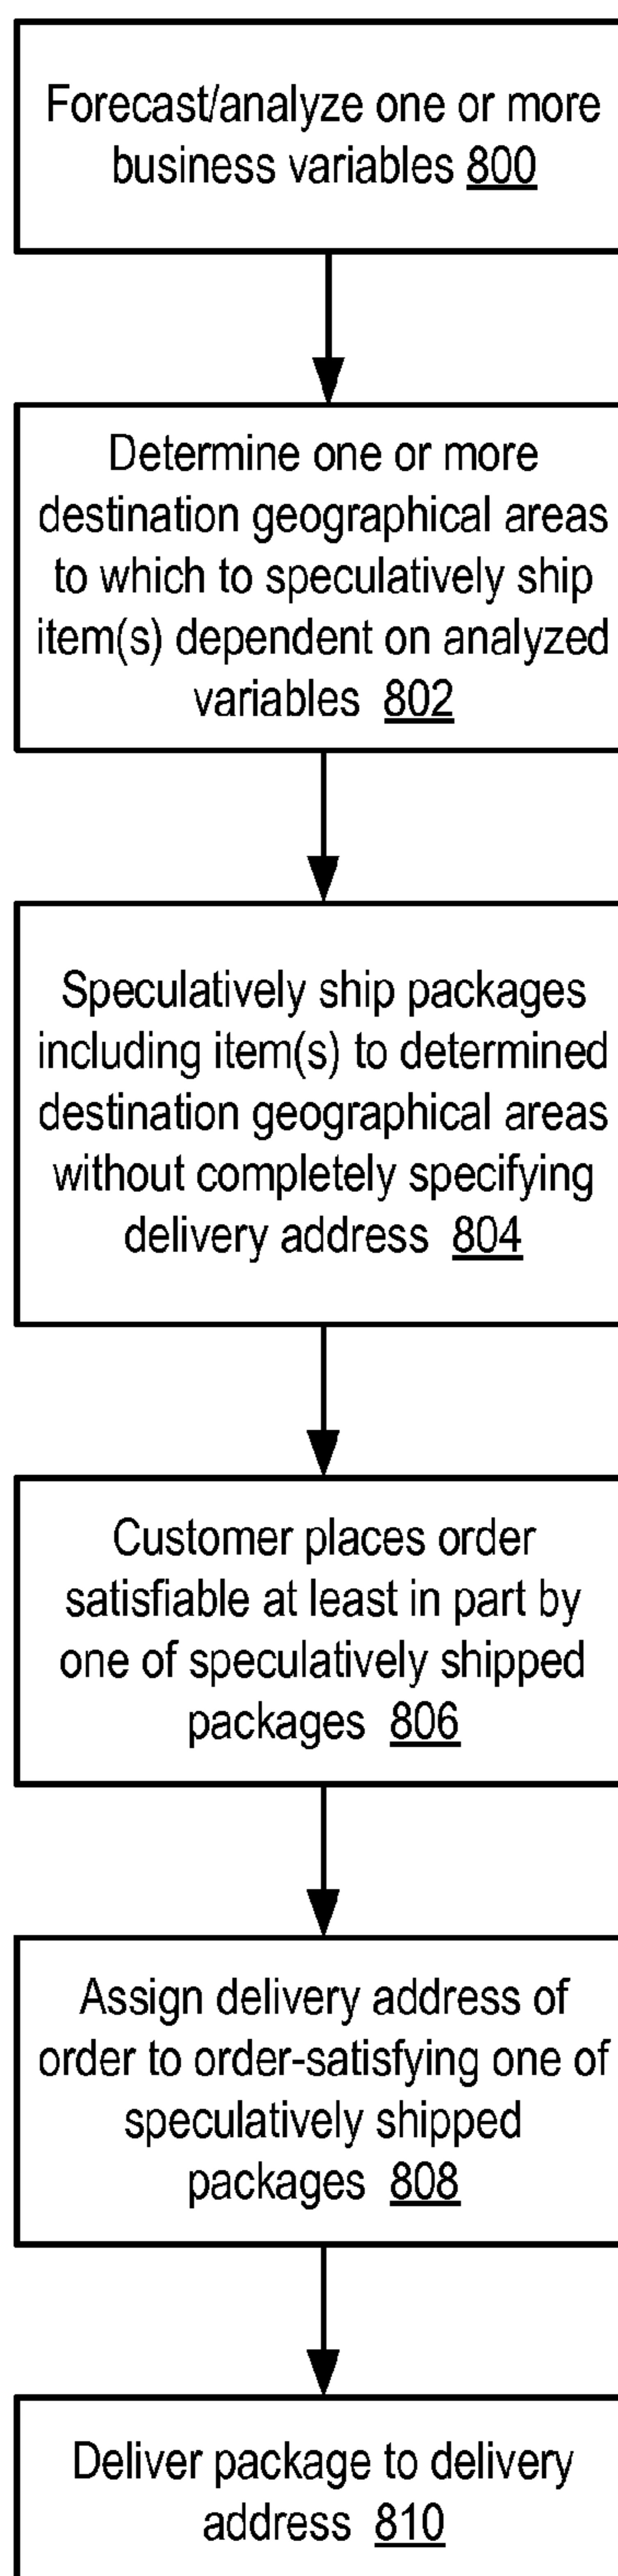 Forecast/analyze one or more
business variables 800
Determine one or more
destination geographical areas
to which to speculatively ship
item(s) dependent on analyzed
variables 802
Speculatively ship packages
including item(s) to determined
destination geographical areas
without completely specifying
delivery address 804
Customer places order
satisfiable at least in part by
one of speculatively shipped
packages 806
Assign delivery address of
order to order-satisfying one of
speculatively shipped
packages 808
Deliver package to delivery
address 810